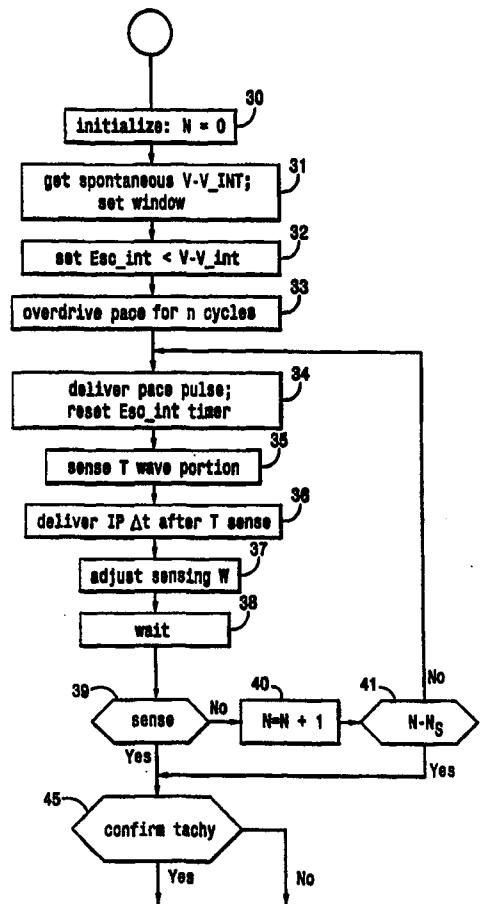 30
initialize: N = 0
31
get spontaneous V-V_INT;
set window
32
set Esc_int < V-V_int
33
overdrive pace for n cycles
34
deliver pace pulse;
reset Esc_int timer
35
sense T wave portion
36
deliver IP Δt after T sense
37
adjust sensing W
38
wait
39
sense
No
40
N=N + 1
41
N-NS
No
Yes
Yes
45
confirm tachy
Yes
No